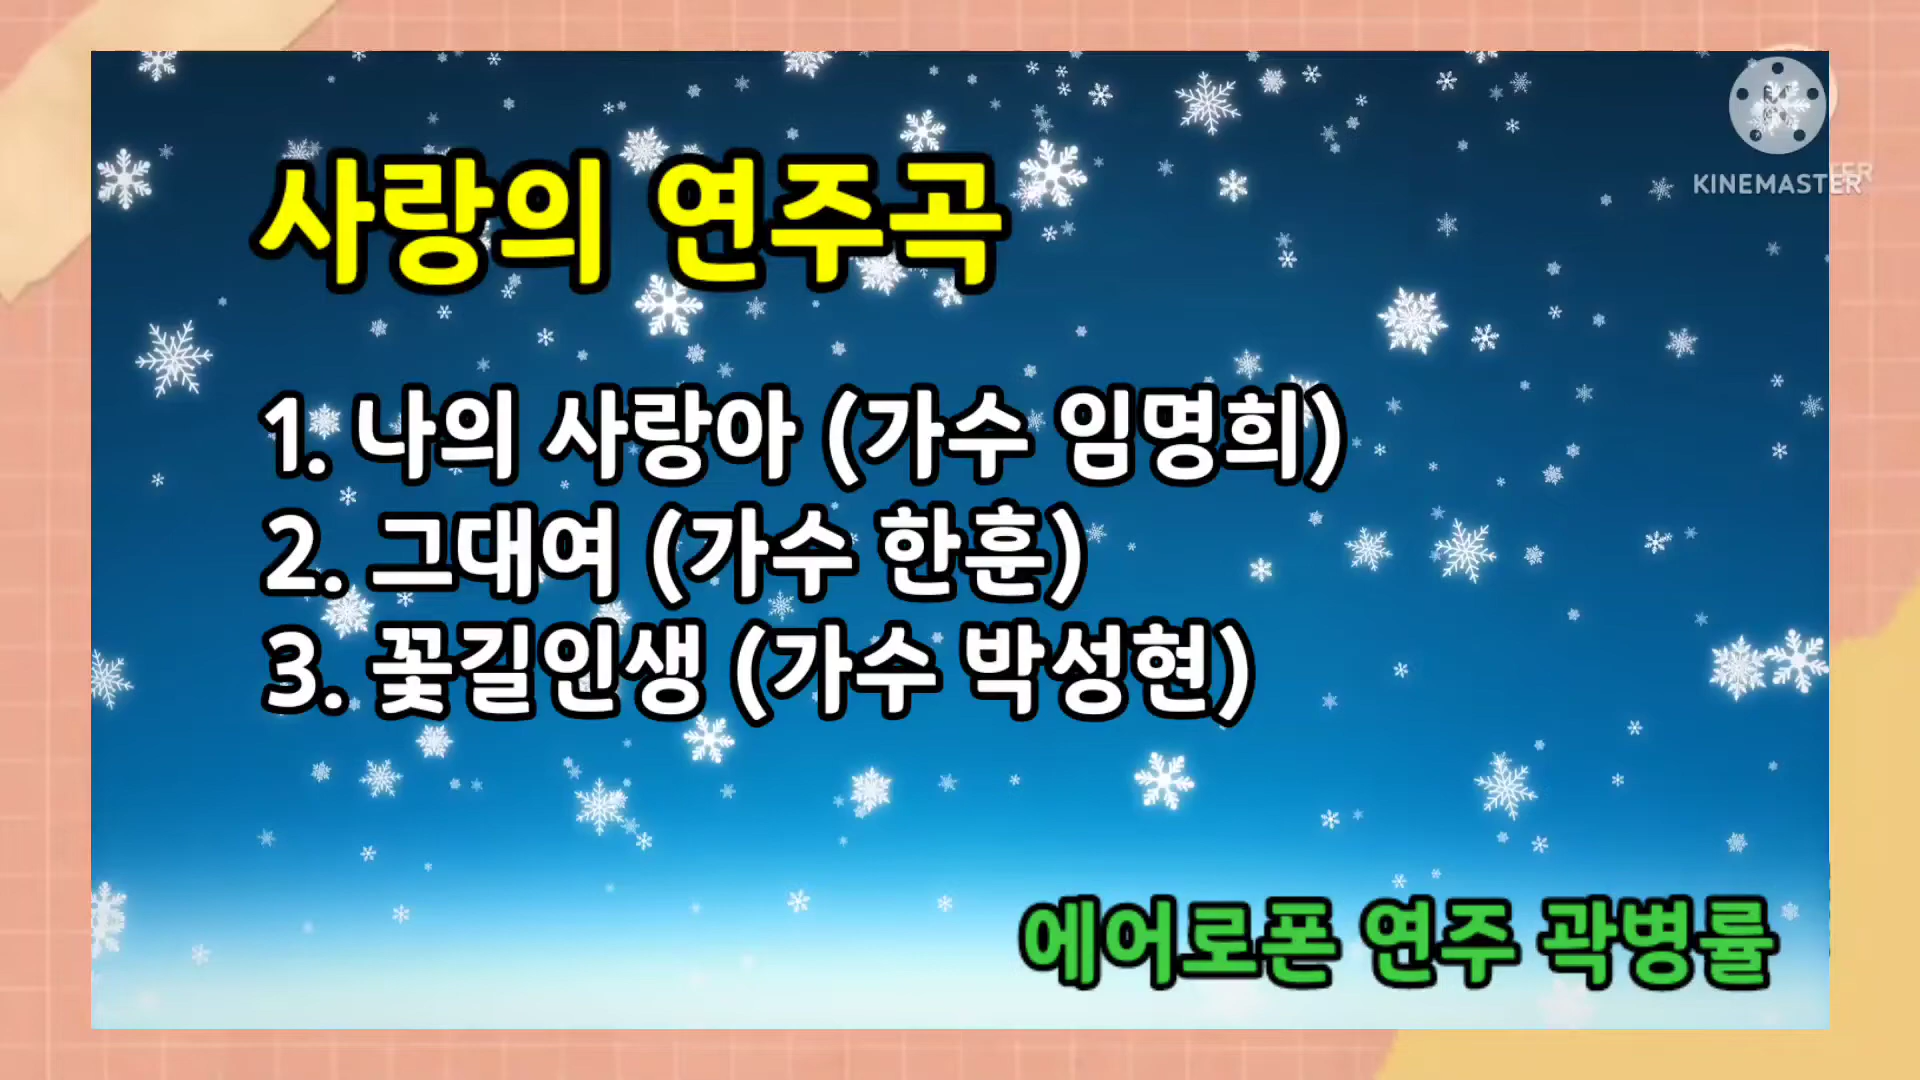 KINEMASTER
사랑의 연주곡
1. 나의 사랑아 (가수 임명희)
2. 그대여 (가수 한훈)
3. 꽃길인생 (가수 박성현)
에어로폰 연주 곽병률